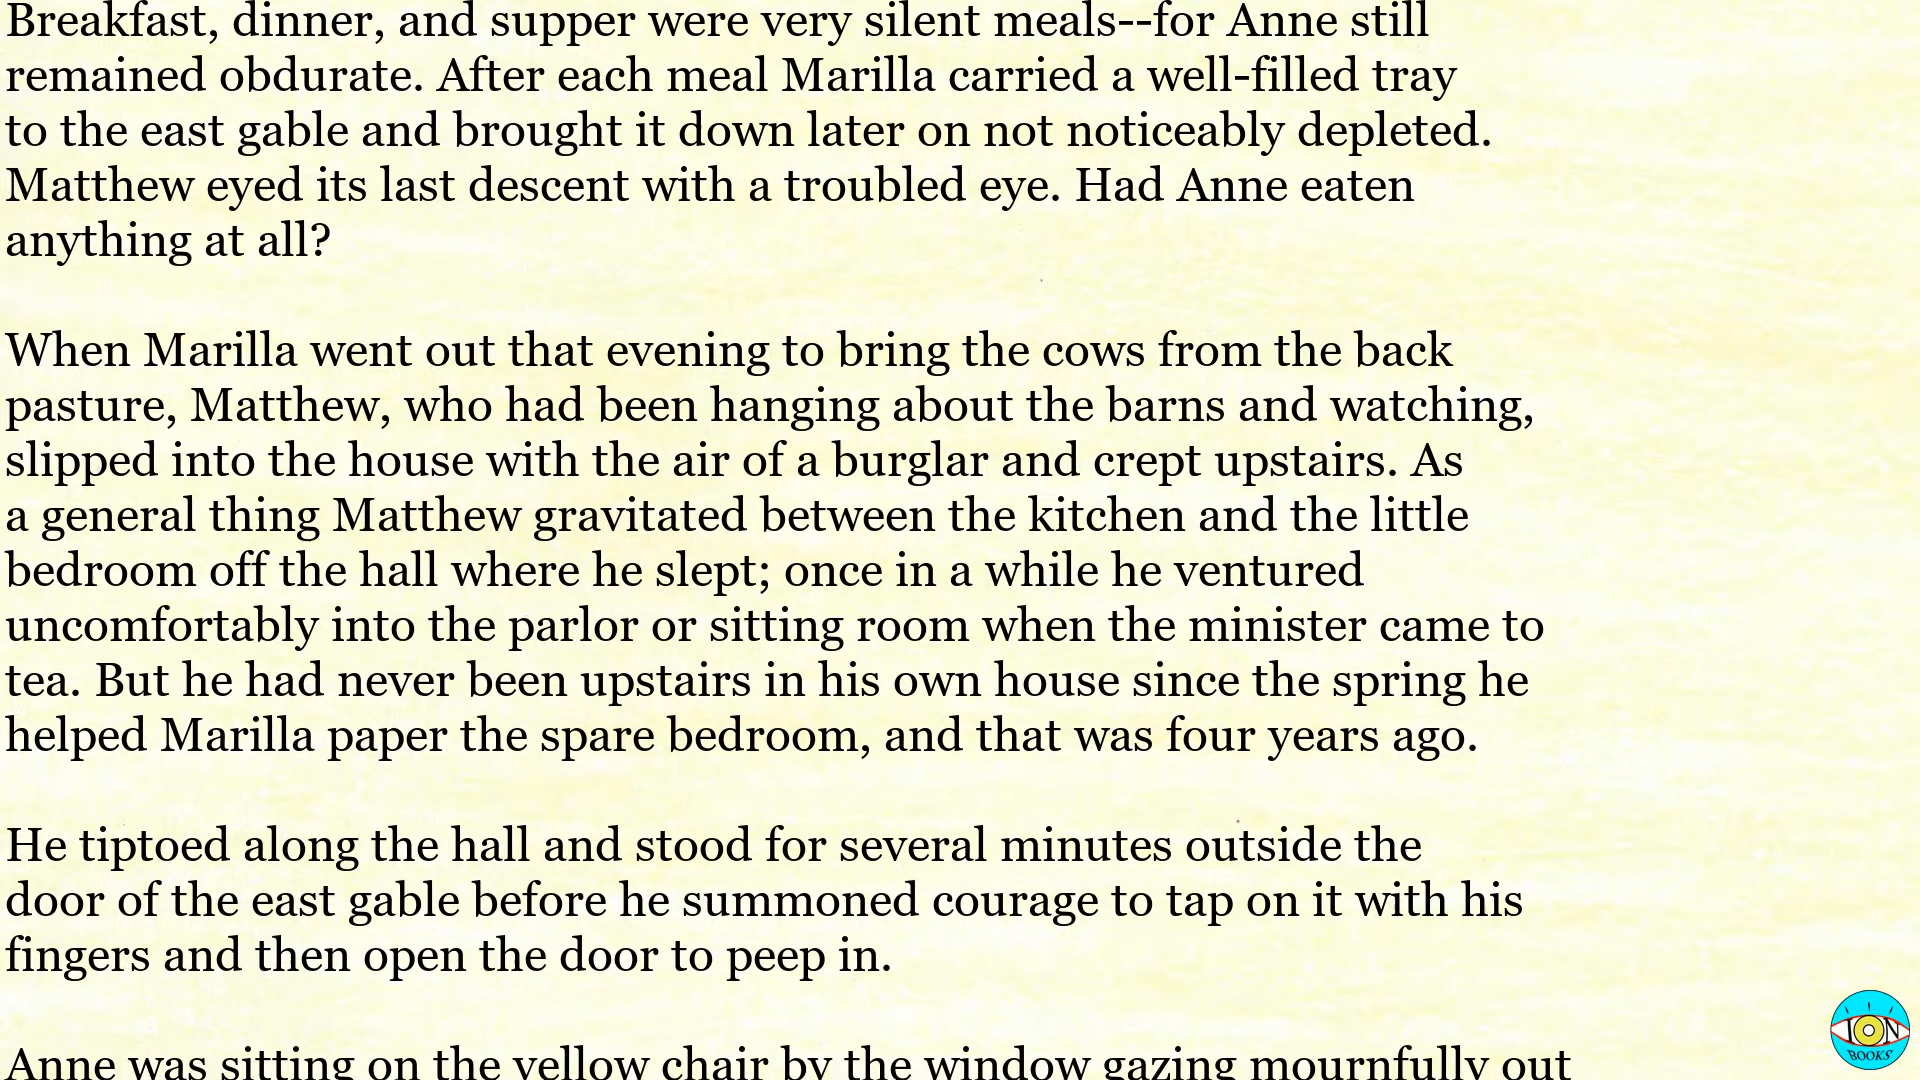 Breakfast, dinner, and supper were very silent meals--for Anne still
remained obdurate. After each meal Marilla carried a well-filled tray
to the east gable and brought it down later on not noticeably depleted.
Matthew eyed its last descent with a troubled eye. Had Anne eaten
anything at all?
When Marilla went out that evening to bring the cows from the back
pasture, Matthew, who had been hanging about the barns and watching,
slipped into the house with the air of a burglar and crept upstairs. As
a general thing Matthew gravitated between the kitchen and the little
bedroom off the hall where he slept; once in a while he ventured
uncomfortably into the parlor or sitting room when the minister came to
tea. But he had never been upstairs in his own house since the spring he
helped Marilla paper the spare bedroom, and that was four years ago.
He tiptoed along the hall and stood for several minutes outside the
door of the east gable before he summoned courage to tap on it with his
fingers and then open the door to peep in.
Anne was sitting on the yellow chair by the window gazing mournfully out
ION
BOOKS